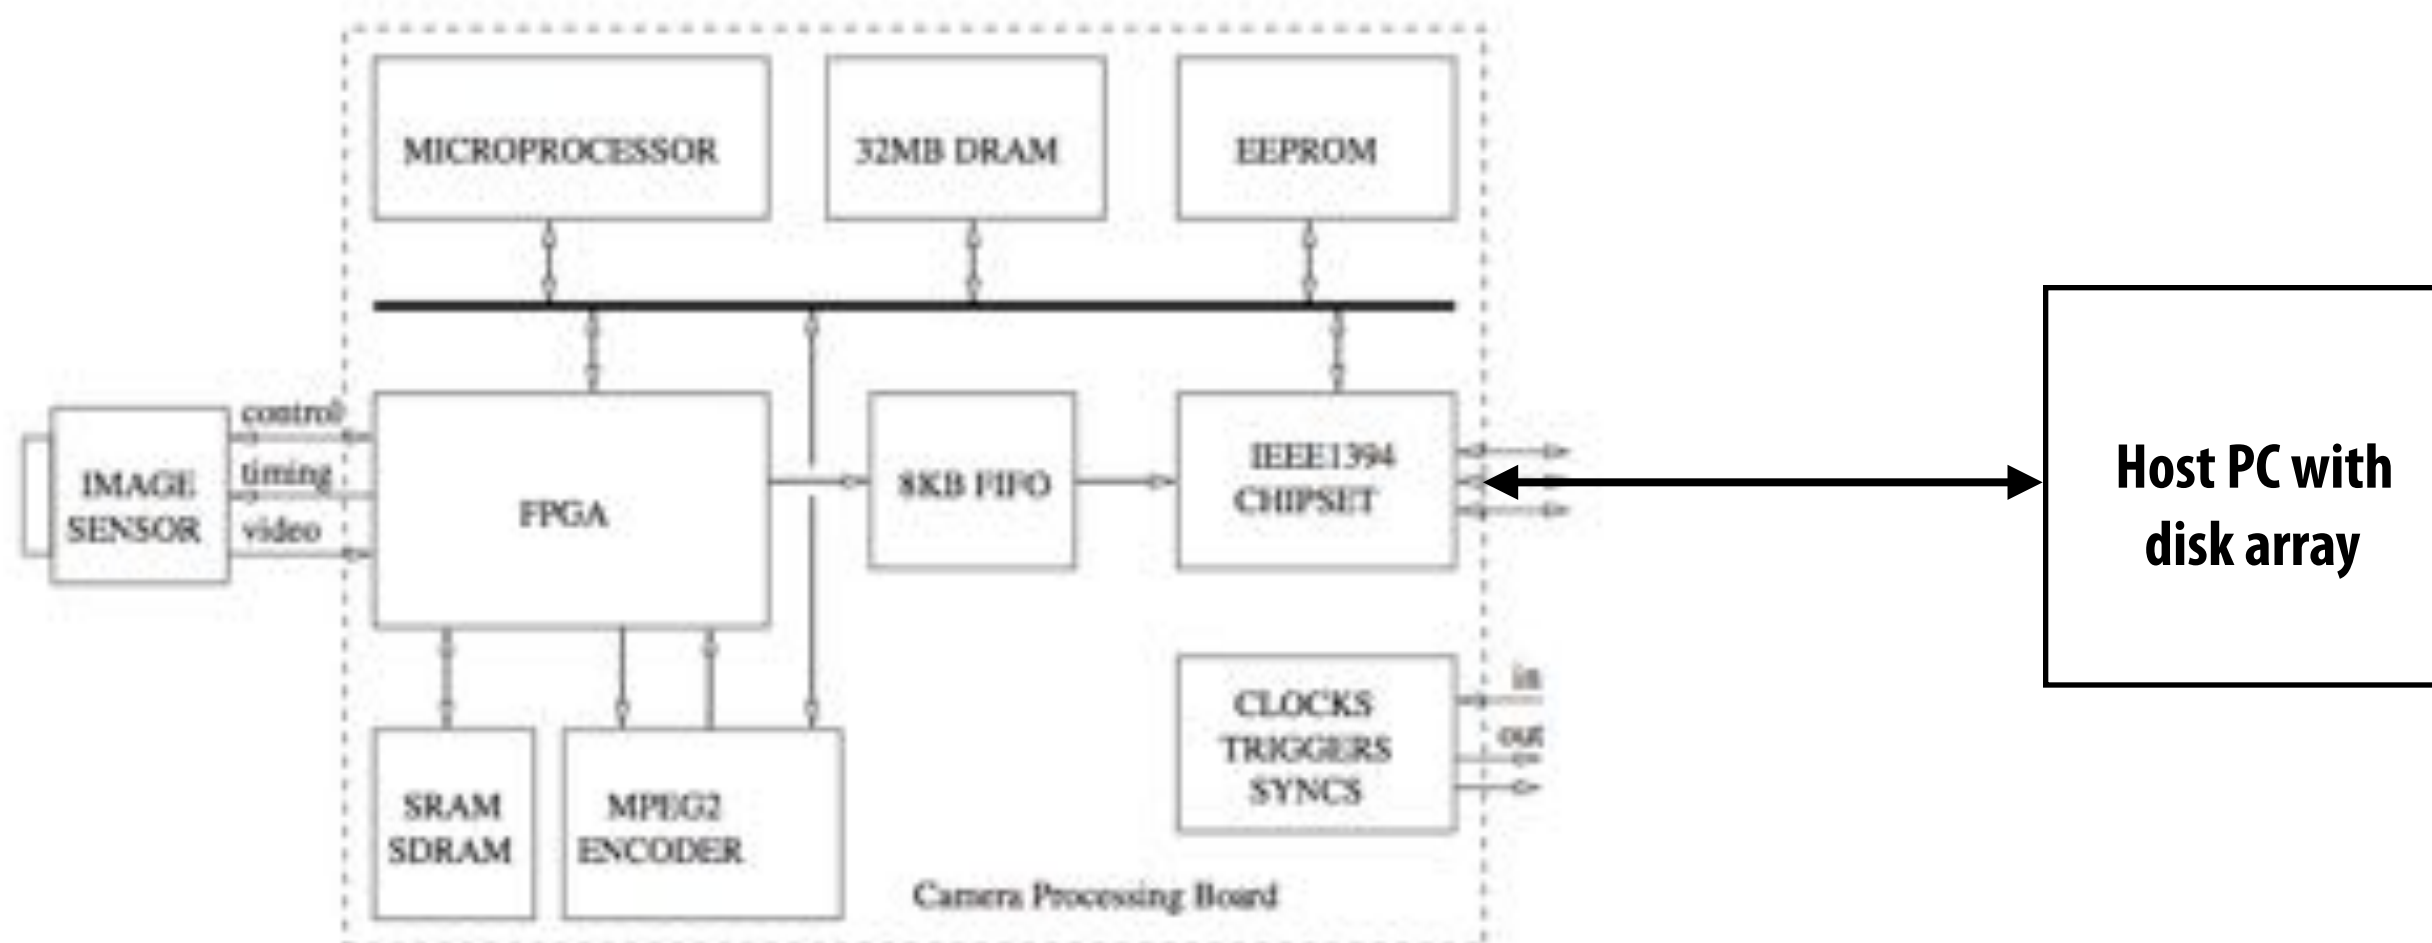 MICROPROCESSOR
32MB DRAM
EEPROM
control
timing
video
IMAGE
SENSOR
FPGA
8KB FIFO
IEEE1394
CHIPSET
Host PC with
disk array
SRAM
SDRAM
MPEG2
ENCODER
CLOCKS
TRIGGERS
SYNCS
in
out
Camera Processing Board